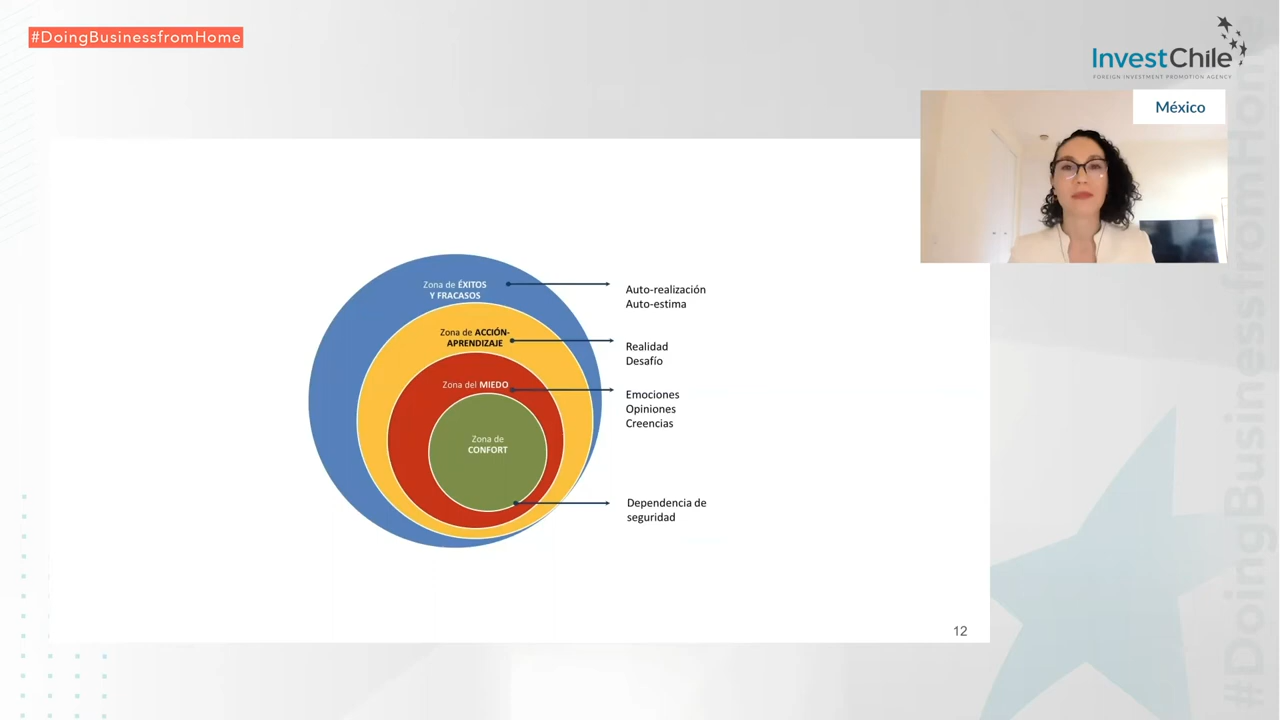 #DoingBusinessfromHome
InvestChile
FOREIGN INVESTMENT PROMOTION AGENCY
México
Zona de ÉXITOS
Y FRACASOS
Auto-realización
Auto-estima
Zona de ACCIÓN-
APRENDIZAJE
Realidad
Desafío
Zona del MIEDO
Emociones
Opiniones
Creencias
Zona de
CONFORT
Dependencia de
seguridad
12
#DoingBusinessfromHome